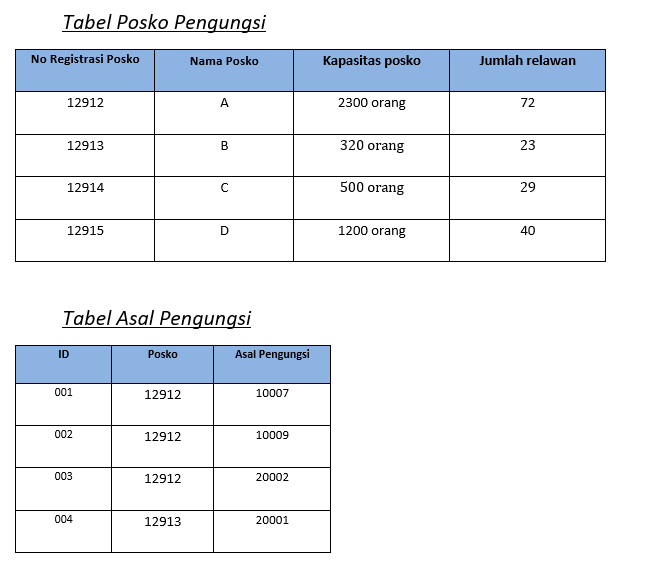 Tabel Posko Pengungsi
No Registrasi Posko Nama Posko Kapasitas posko Jumlah relawan
12912 A 2300 orang 72
12913 B 320 orang 23
12914 C 500 orang 29
12915 D 1200 orang 40
Tabel Asal Pengungsi
ID Posko Asal Pengungsi
001 12912 10007
002 12912 10009
003 12912 20002
004 12913 20001